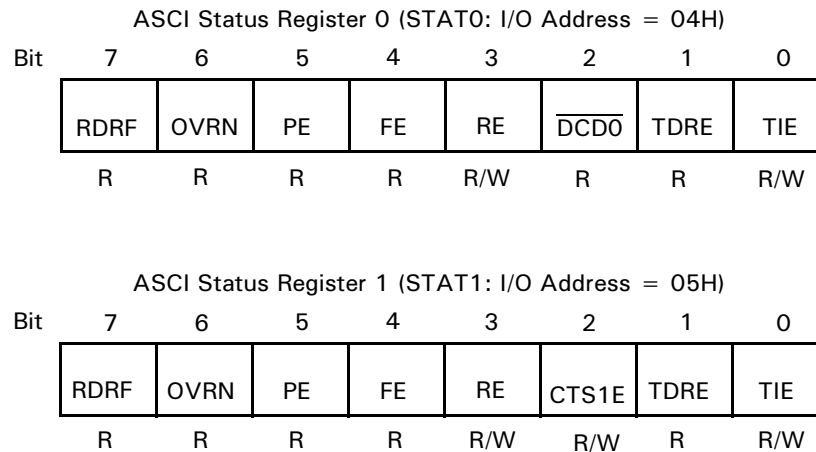 ASCI Status Register 0 (STAT0: I/O Address = 04H)
Bit 7 6 5 4 3 2 1 0
RDRF OVRN PE FE RE D̅C̅D̅0̅ TDRE TIE
R R R R R/W R R R/W
ASCI Status Register 1 (STAT1: I/O Address = 05H)
Bit 7 6 5 4 3 2 1 0
RDRF OVRN PE FE RE CTS1E TDRE TIE
R R R R R/W R/W R R/W